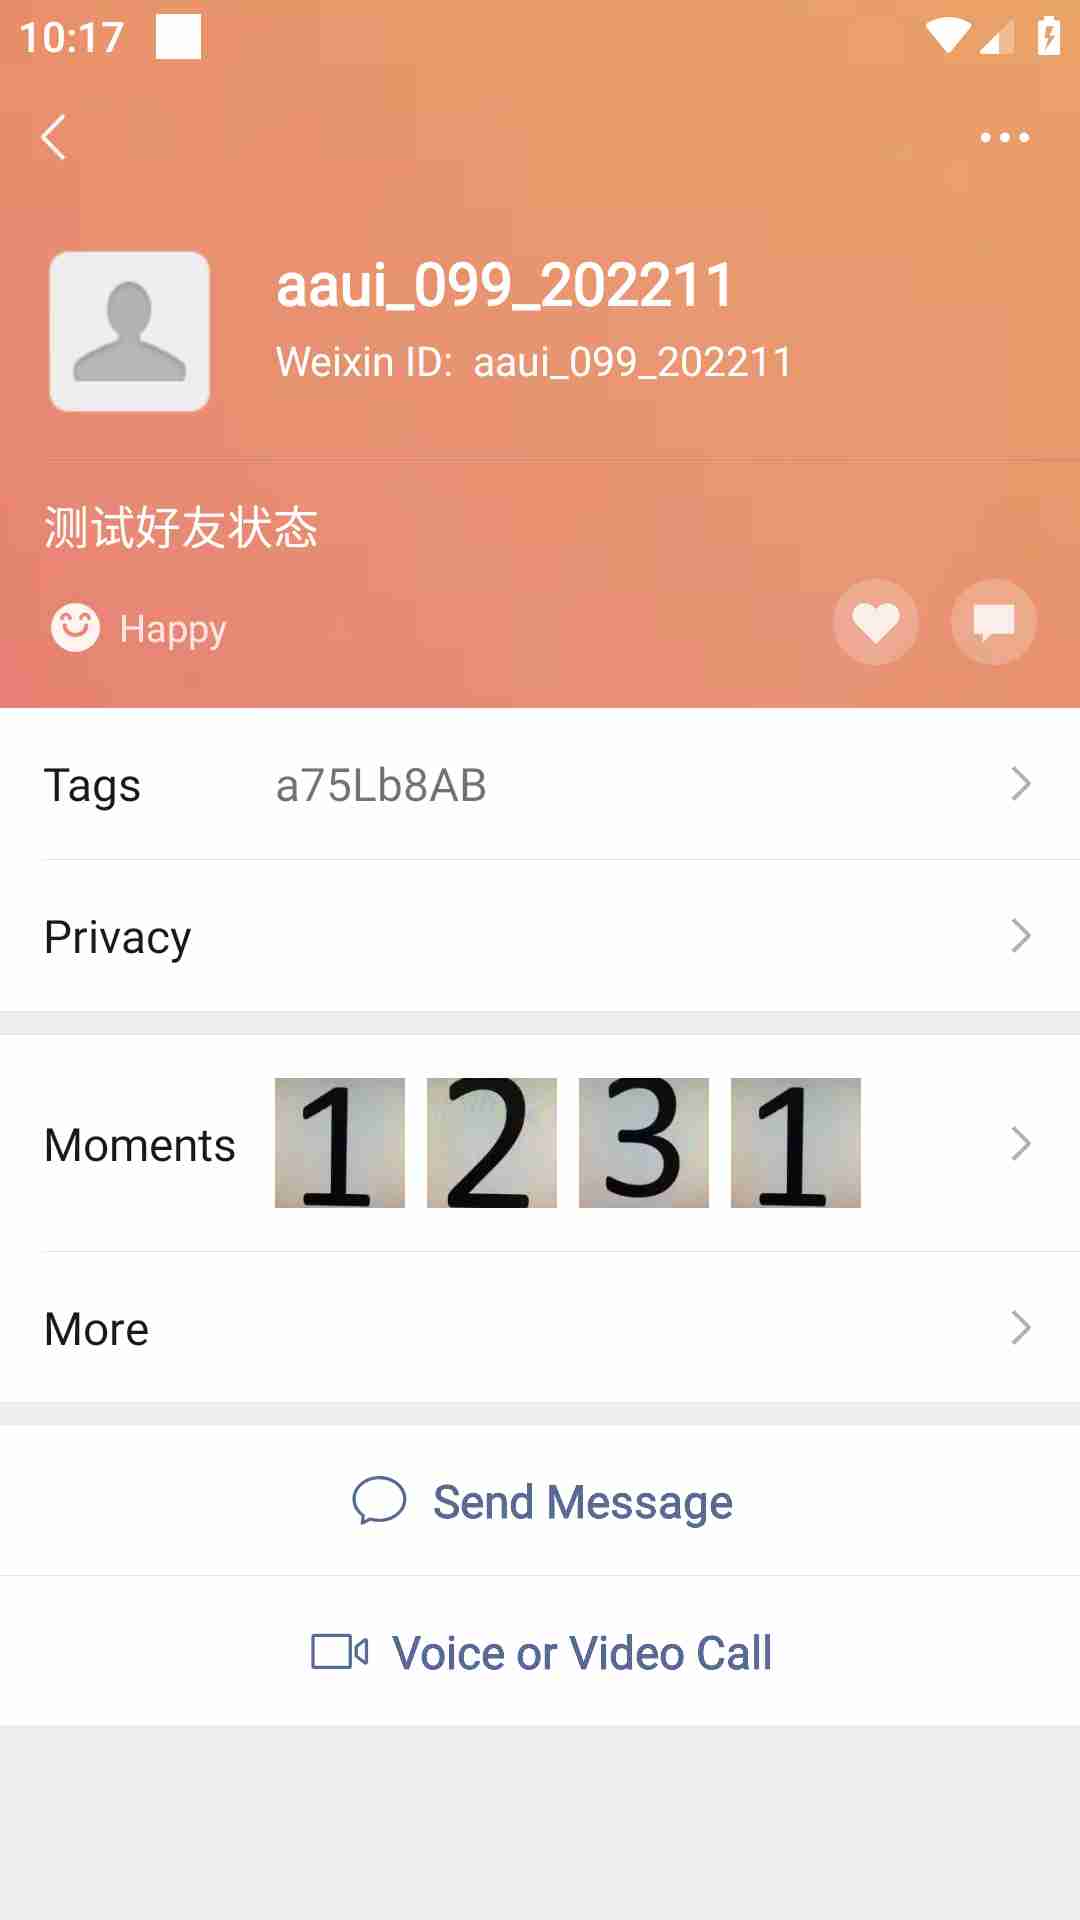 10:17
aaui_099_202211
Weixin ID: aaui_099_202211
测试好友状态
Happy
Tags a75Lb8AB
Privacy
Moments 1 2 3 1
More
Send Message
Voice or Video Call